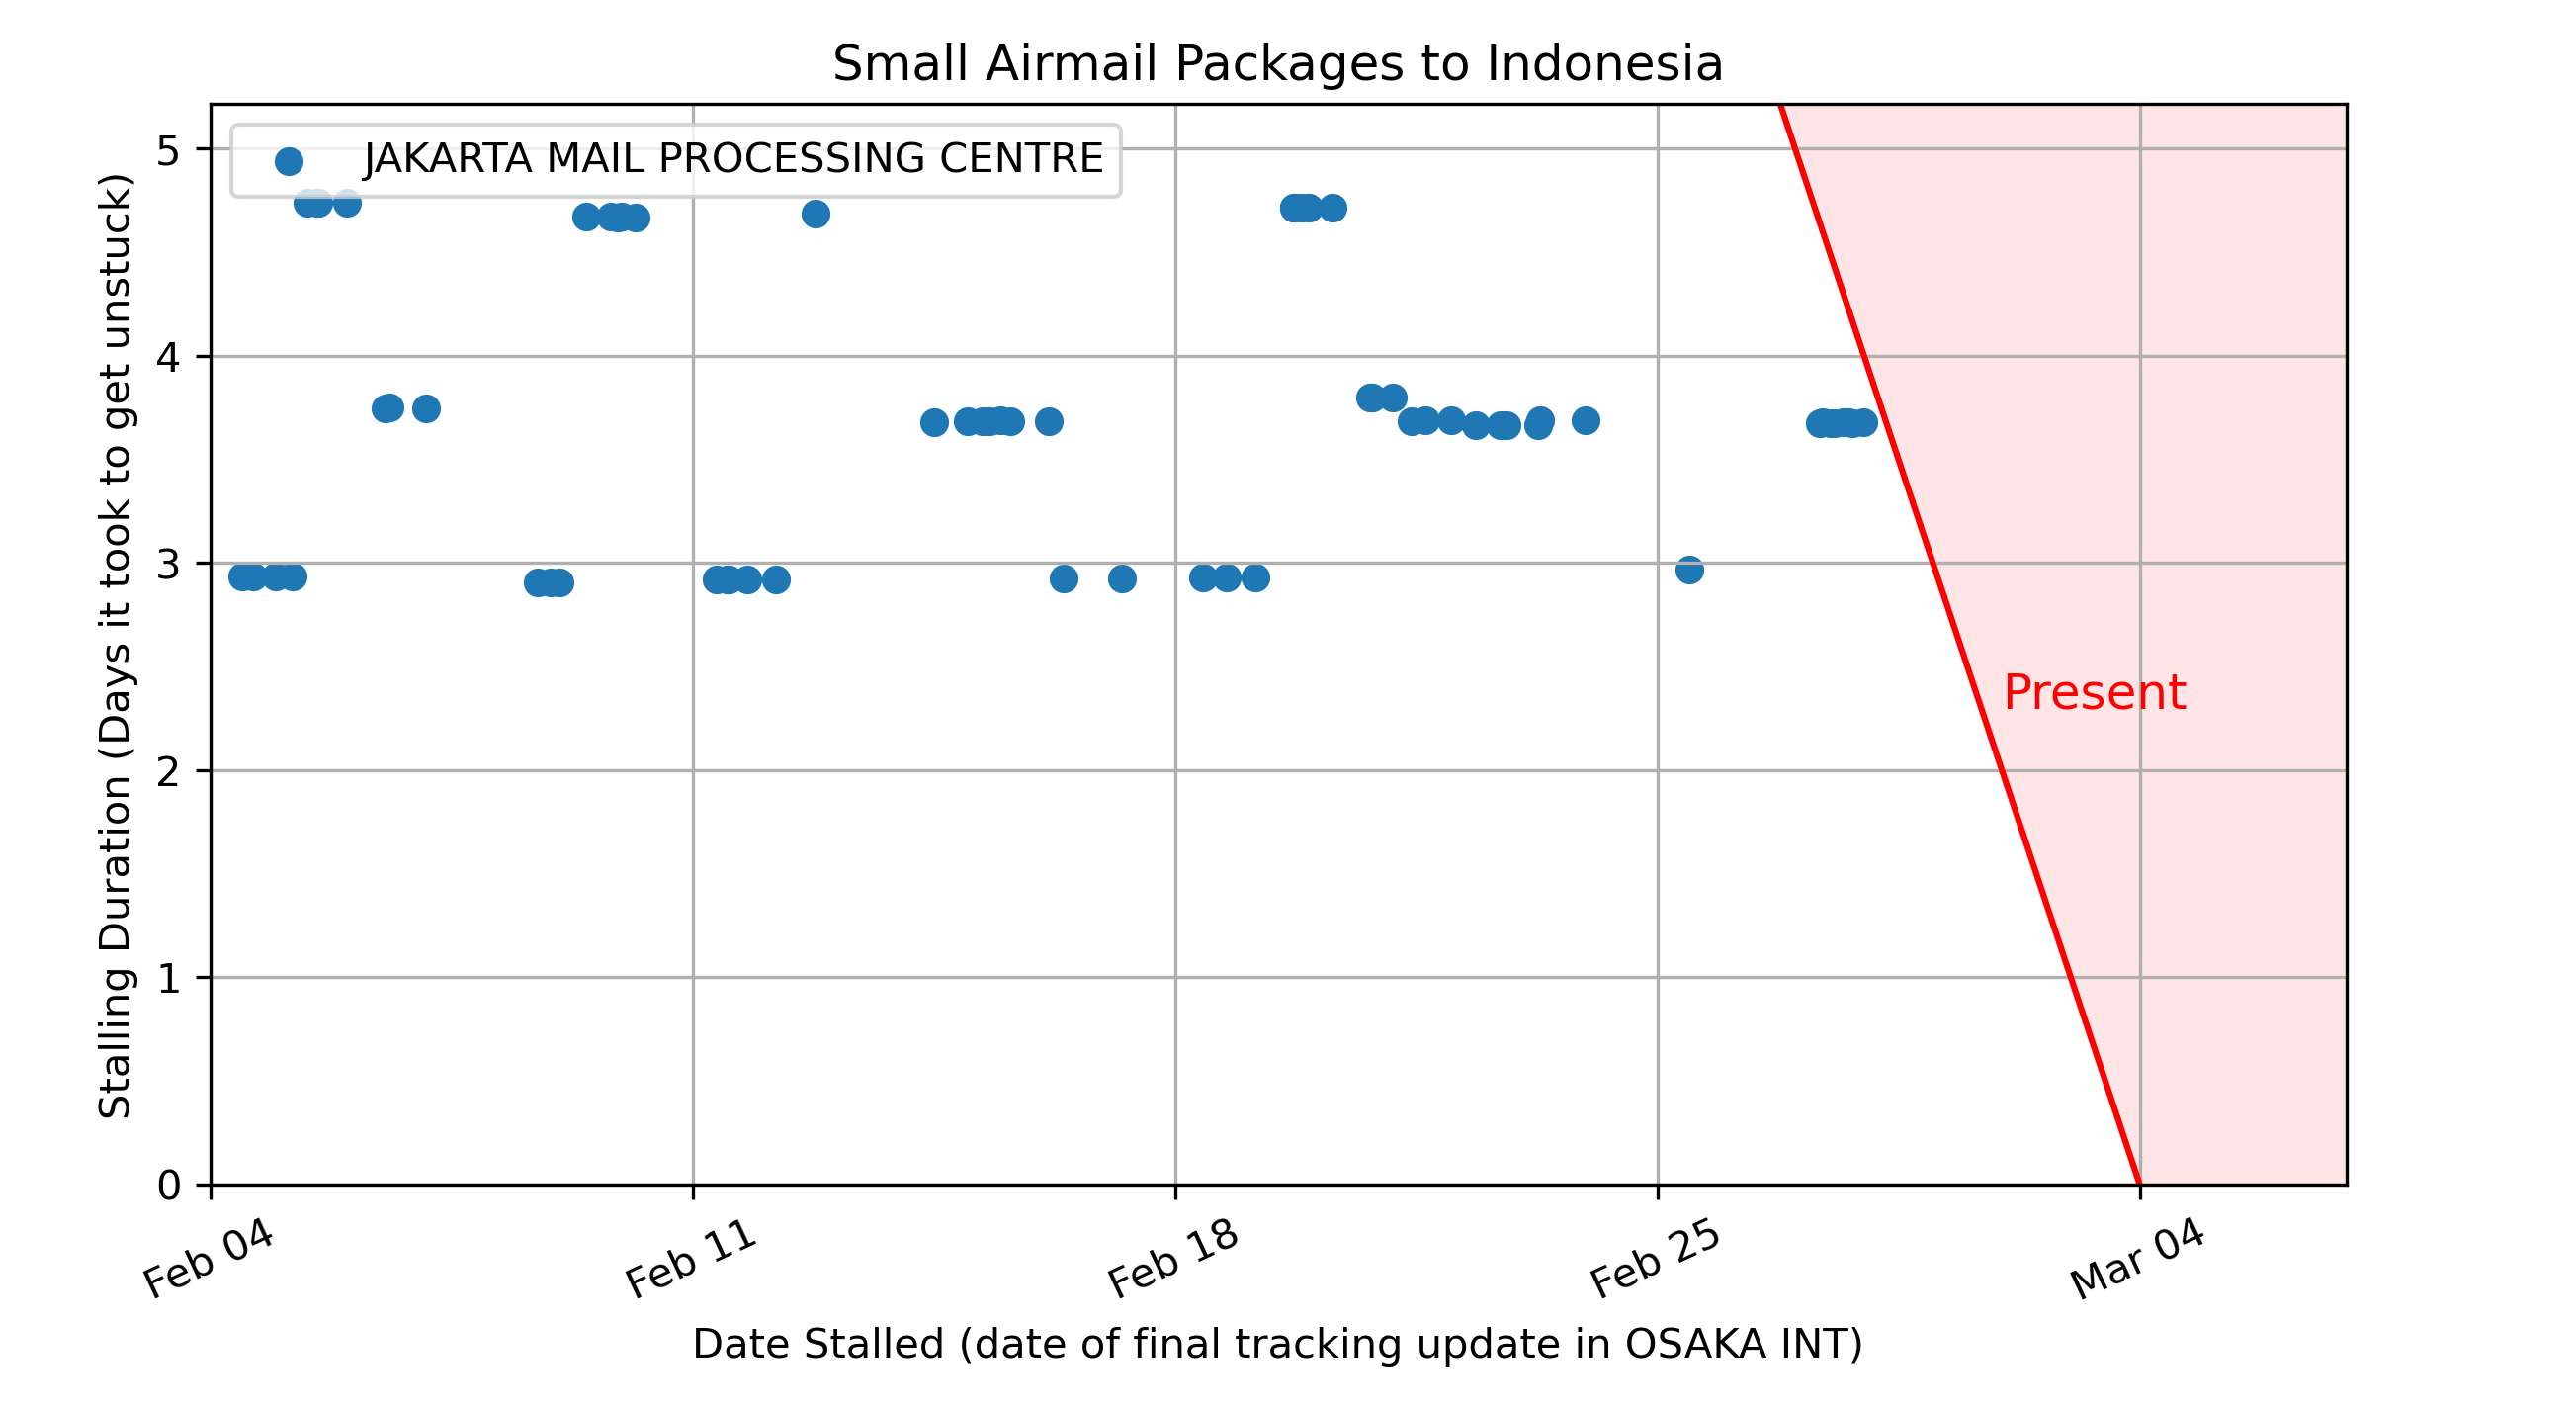 Small Airmail Packages to Indonesia
JAKARTA MAIL PROCESSING CENTRE
Stalling Duration (Days it took to get unstuck)
5
4
3
2
1
0
Present
Feb 04
Feb 11
Feb 18
Feb 25
Mar 04
Date Stalled (date of final tracking update in OSAKA INT)